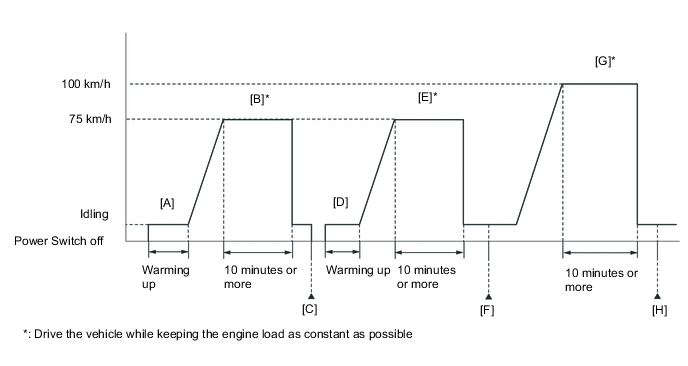 [G]*
100 km/h
[B]*
[E]*
75 km/h
[A]
[D]
Idling
Power Switch off
Warming up
10 minutes or more
Warming up
10 minutes or more
10 minutes or more
[C]
[F]
[H]
*: Drive the vehicle while keeping the engine load as constant as possible